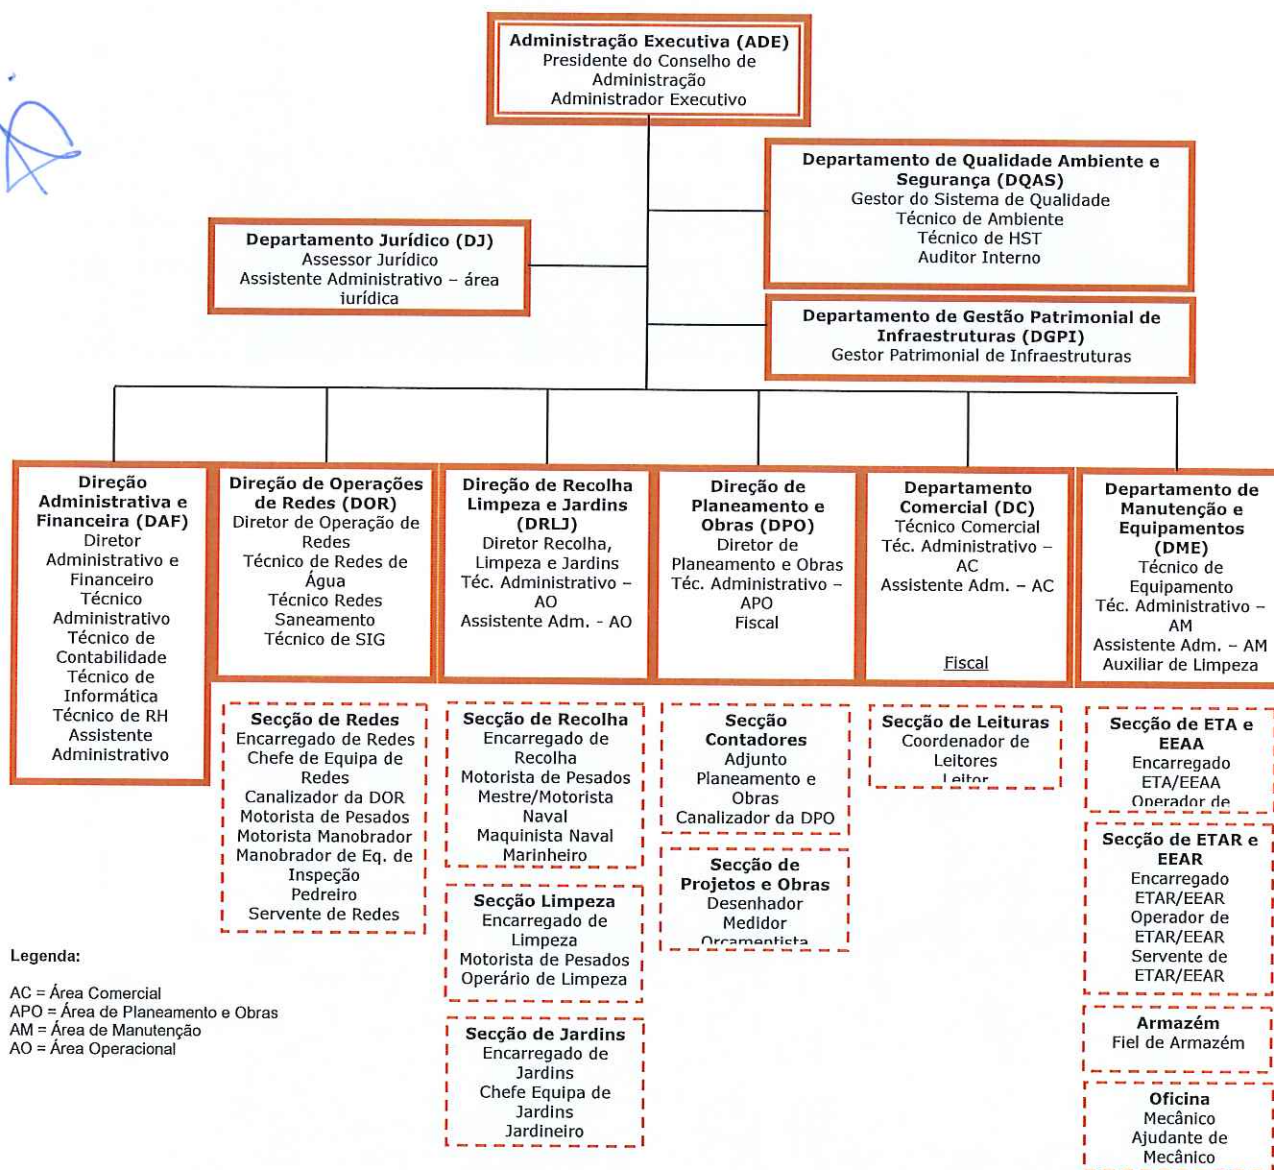 Administração Executiva (ADE)
Presidente do Conselho de
Administração
Administrador Executivo
Departamento de Qualidade Ambiente e
Segurança (DQAS)
Gestor do Sistema de Qualidade
Técnico de Ambiente
Técnico de HST
Auditor Interno
Departamento Jurídico (DJ)
Assessor Jurídico
Assistente Administrativo – área
jurídica
Departamento de Gestão Patrimonial de
Infraestruturas (DGPI)
Gestor Patrimonial de Infraestruturas
Direção
Administrativa e
Financeira (DAF)
Diretor
Administrativo e
Financeiro
Técnico
Administrativo
Técnico de
Contabilidade
Técnico de
Informática
Técnico de RH
Assistente
Administrativo
Direção de Operações
de Redes (DOR)
Diretor de Operação de
Redes
Técnico de Redes de
Água
Técnico Redes
Saneamento
Técnico de SIG
Secção de Redes
Encarregado de Redes
Chefe de Equipa de
Redes
Canalizador da DOR
Motorista de Pesados
Motorista Manobrador
Manobrador de Eq. de
Inspeção
Pedreiro
Servente de Redes
Direção de Recolha
Limpeza e Jardins
(DRLJ)
Diretor Recolha,
Limpeza e Jardins
Téc. Administrativo –
AO
Assistente Adm. - AO
Secção de Recolha
Encarregado de
Recolha
Motorista de Pesados
Mestre/Motorista
Naval
Maquinista Naval
Marinheiro
Secção Limpeza
Encarregado de
Limpeza
Motorista de Pesados
Operário de Limpeza
Secção de Jardins
Encarregado de
Jardins
Chefe Equipa de
Jardins
Jardineiro
Direção de
Planeamento e
Obras (DPO)
Diretor de
Planeamento e Obras
Téc. Administrativo –
APO
Fiscal
Secção
Contadores
Adjunto
Planeamento e
Obras
Canalizador da DPO
Secção de
Projetos e Obras
Desenhador
Medidor
Orçamentista
Departamento
Comercial (DC)
Técnico Comercial
Téc. Administrativo –
AC
Assistente Adm. – AC
Fiscal
Secção de Leituras
Coordenador de
Leitores
Leitor
Departamento de
Manutenção e
Equipamentos
(DME)
Técnico de
Equipamento
Téc. Administrativo –
AM
Assistente Adm. – AM
Auxiliar de Limpeza
Secção de ETA e
EEAA
Encarregado
ETA/EEAA
Operador de
Secção de ETAR e
EEAR
Encarregado
ETAR/EEAR
Operador de
ETAR/EEAR
Servente de
ETAR/EEAR
Armazém
Fiel de Armazém
Oficina
Mecânico
Ajudante de
Mecânico
Legenda:
AC = Área Comercial
APO = Área de Planeamento e Obras
AM = Área de Manutenção
AO = Área Operacional